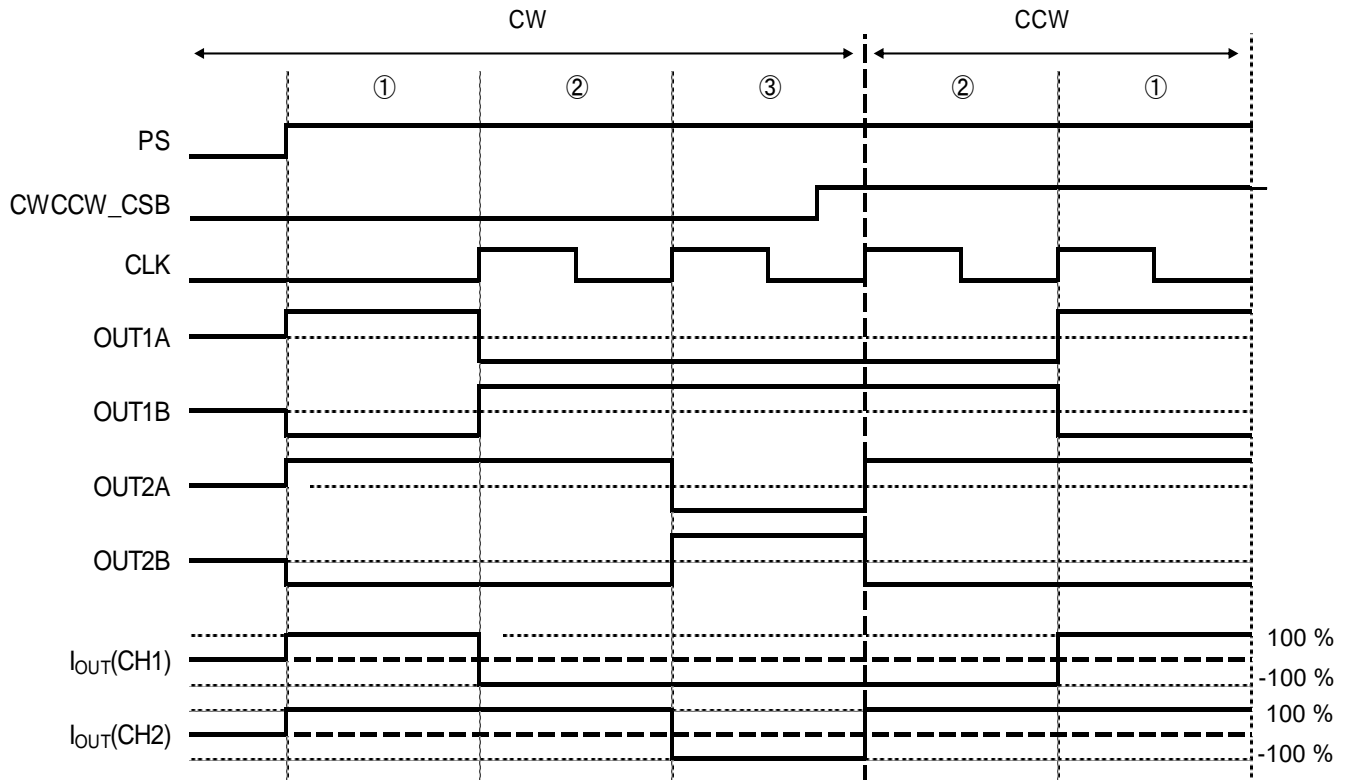 CW CCW
① ② ③ ② ①
PS
CWCCW_CSB
CLK
OUT1A
OUT1B
OUT2A
OUT2B
IOUT(CH1)
100 %
-100 %
IOUT(CH2)
100 %
-100 %